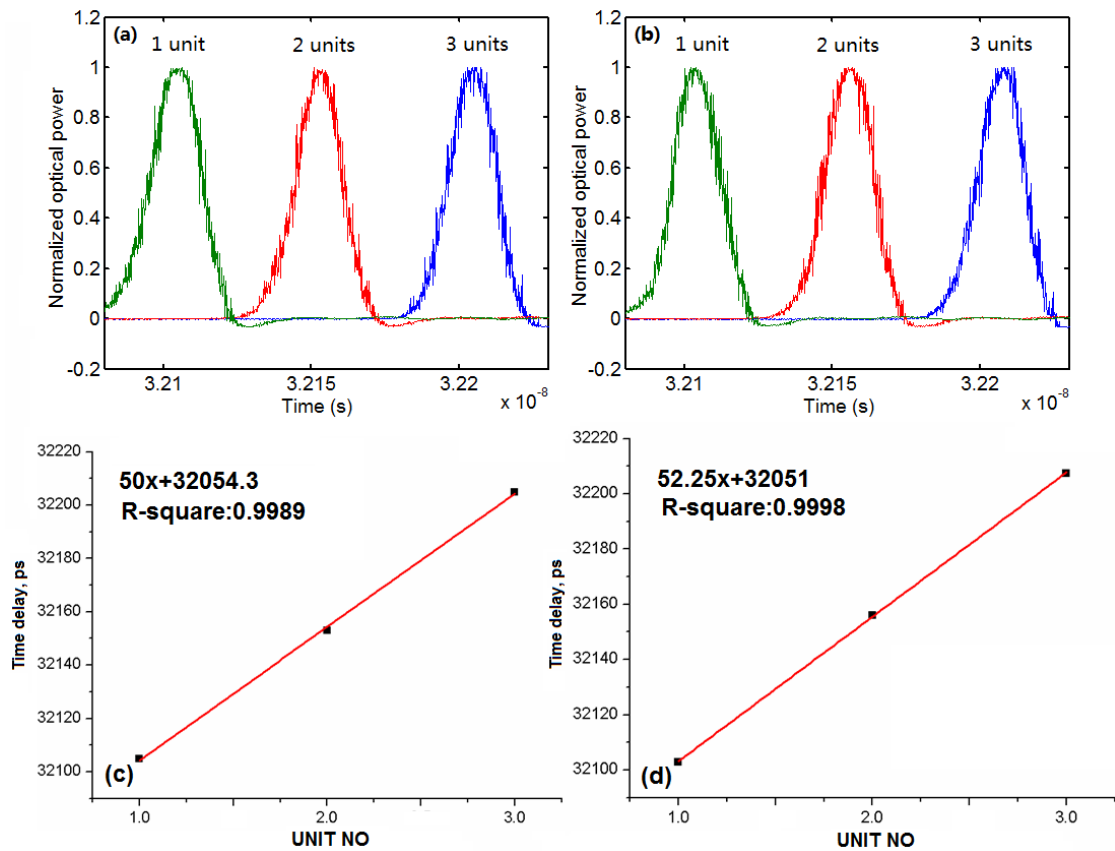 (a)
1 unit 2 units 3 units
1.2
1
0.8
0.6
0.4
0.2
0
-0.2
Normalized optical power
3.21 3.215 3.22
Time (s)
x 10⁻⁸
(b)
1 unit 2 units 3 units
1.2
1
0.8
0.6
0.4
0.2
0
-0.2
Normalized optical power
3.21 3.215 3.22
Time (s)
x 10⁻⁸
50x+32054.3
R-square:0.9989
32220
32200
32180
32160
32140
32120
32100
Time delay, ps
(c)
1.0 2.0 3.0
UNIT NO
52.25x+32051
R-square:0.9998
32220
32200
32180
32160
32140
32120
32100
Time delay, ps
(d)
1.0 2.0 3.0
UNIT NO